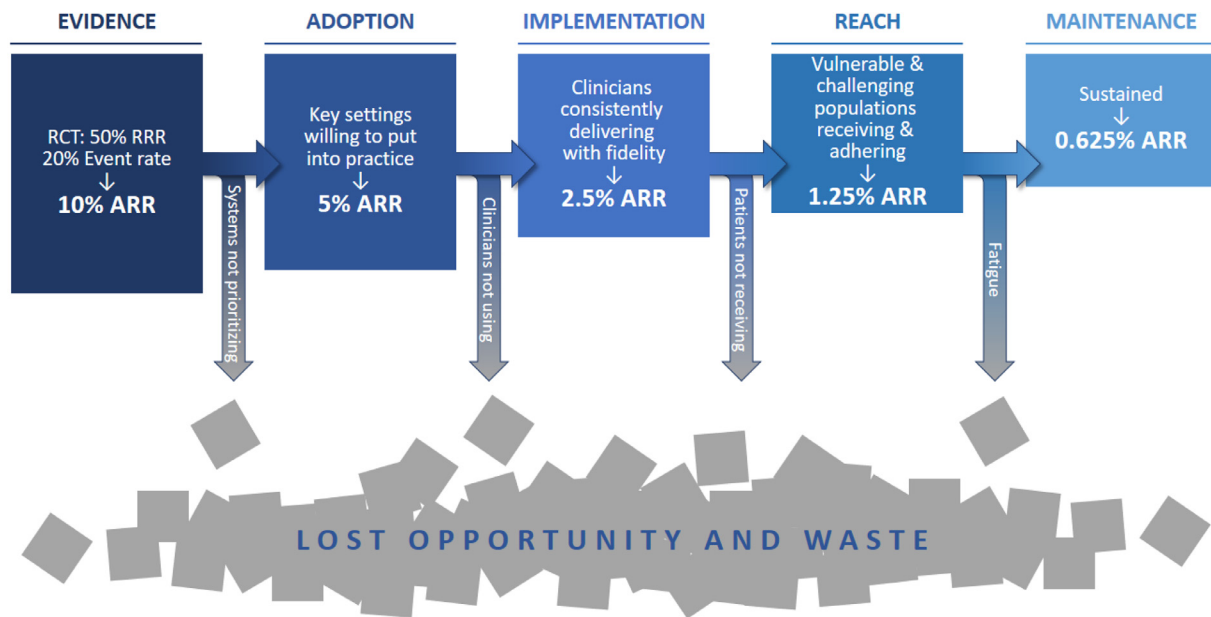 EVIDENCE
RCT: 50% RRR
20% Event rate
↓
10% ARR
Systems not prioritizing
ADOPTION
Key settings
willing to put
into practice
↓
5% ARR
Clinicians not using
IMPLEMENTATION
Clinicians
consistently
delivering
with fidelity
↓
2.5% ARR
Patients not receiving
REACH
Vulnerable &
challenging
populations
receiving &
adhering
↓
1.25% ARR
Fatigue
MAINTENANCE
Sustained
↓
0.625% ARR
LOST OPPORTUNITY AND WASTE